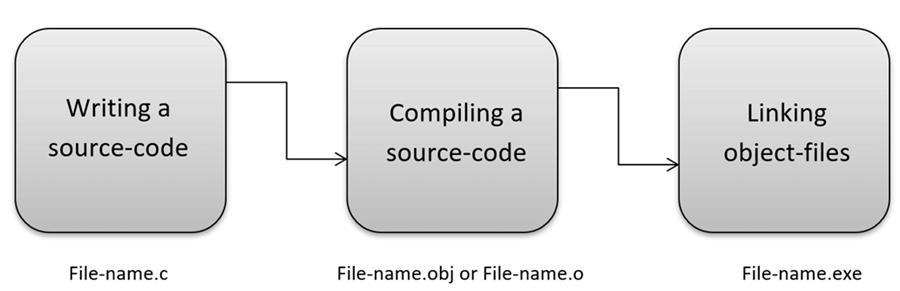 Writing a
source-code
Compiling a
source-code
Linking
object-files
File-name.c
File-name.obj or File-name.o
File-name.exe